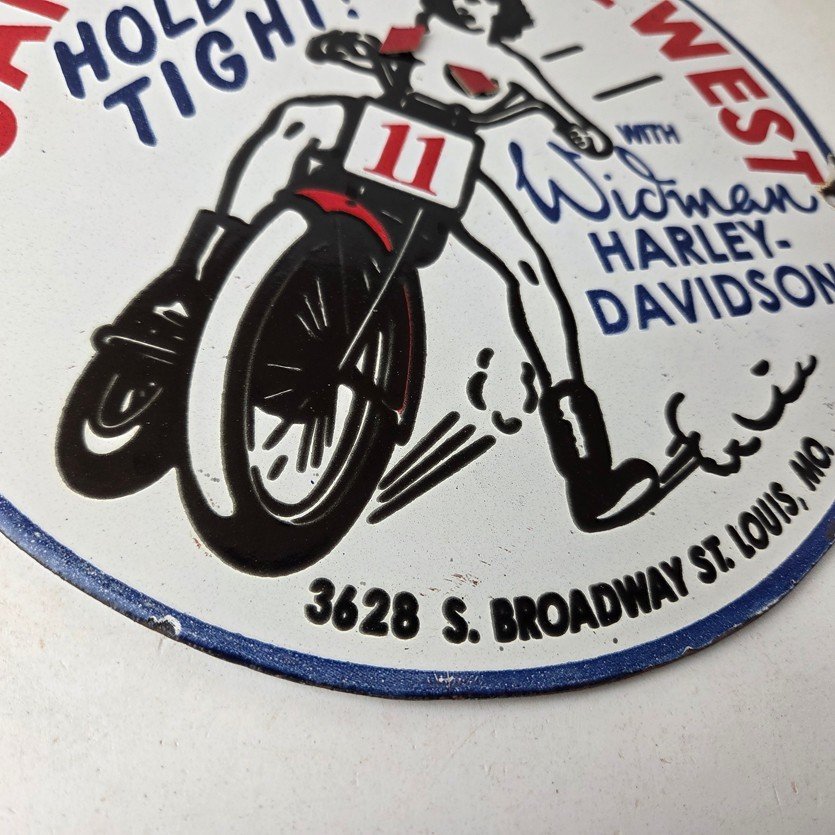 HOLD
TIGHT!
WEST
11
WITH
Widman
HARLEY-
DAVIDSON
3628 S. BROADWAY ST. LOUIS, MO.